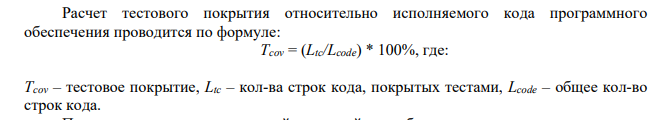 Расчет тестового покрытия относительно исполняемого кода программного
обеспечения проводится по формуле:
Tcov = (Ltc/Lcode) * 100%, где:
Tcov – тестовое покрытие, Ltc – кол-ва строк кода, покрытых тестами, Lcode – общее кол-во
строк кода.